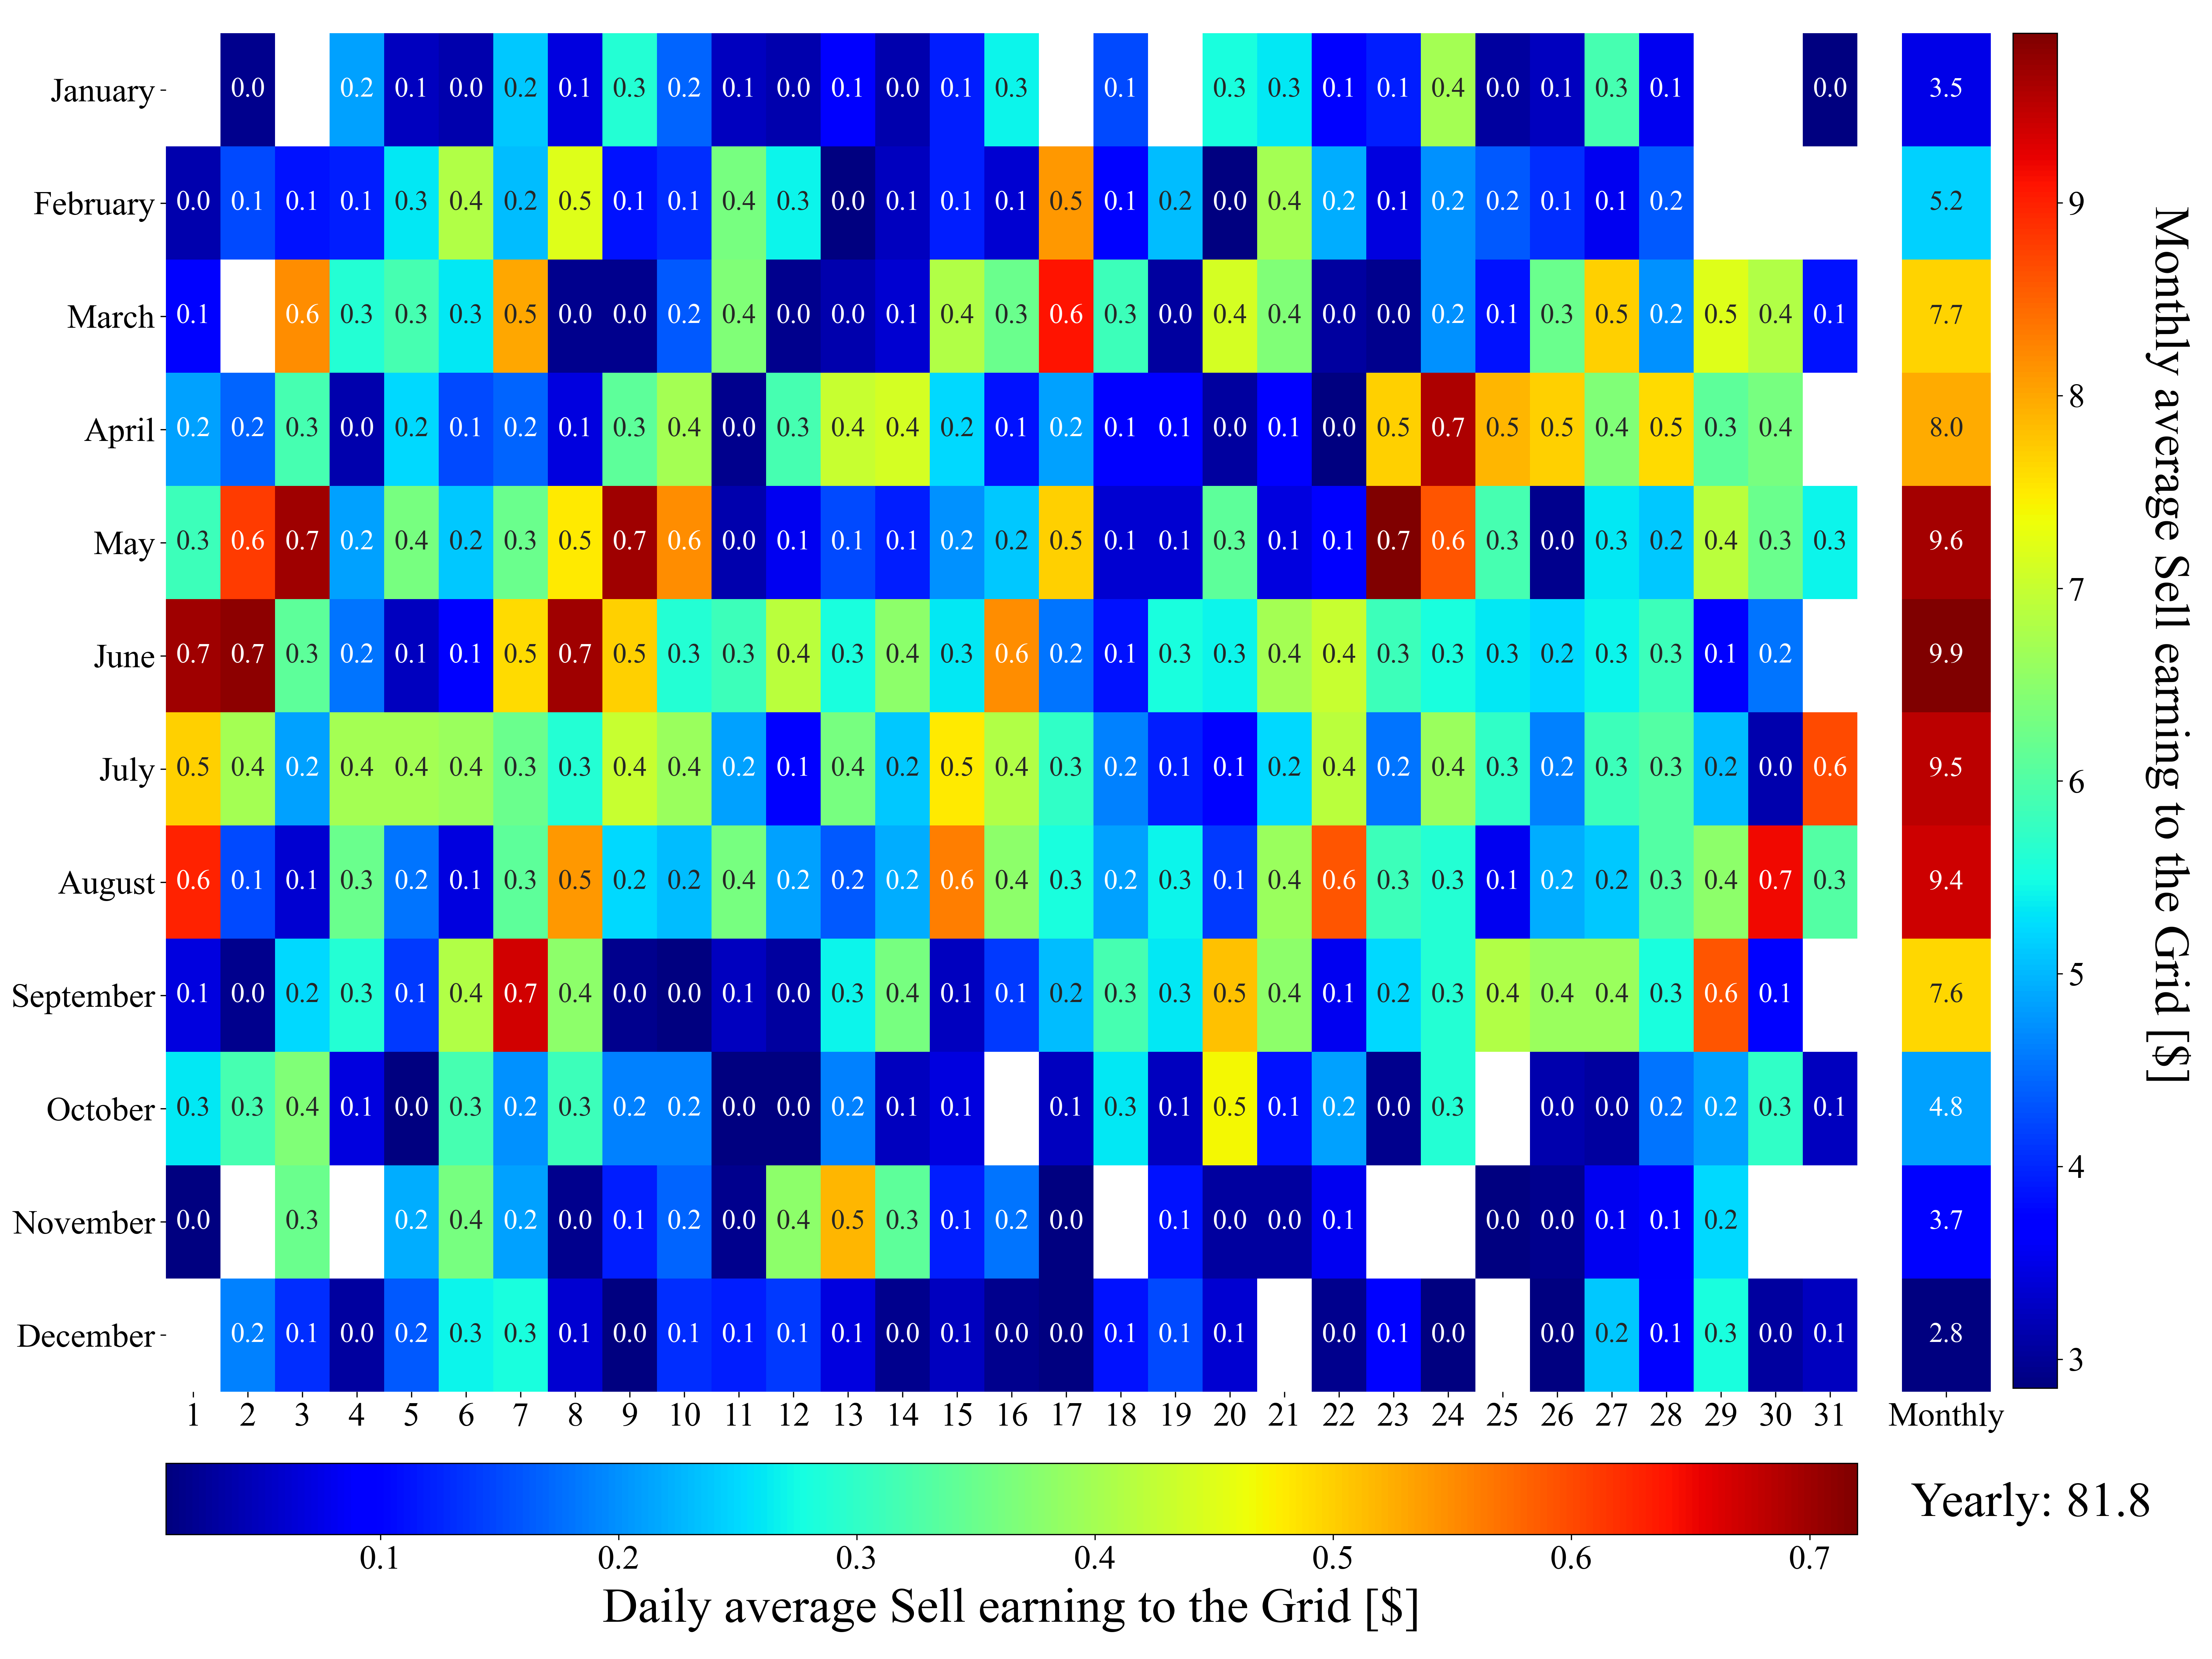 January 0.0 0.2 0.1 0.0 0.2 0.1 0.3 0.2 0.1 0.0 0.1 0.0 0.1 0.3 0.1 0.3 0.3 0.1 0.1 0.4 0.0 0.1 0.3 0.1 0.0 3.5
February 0.0 0.1 0.1 0.1 0.3 0.4 0.2 0.5 0.1 0.1 0.4 0.3 0.0 0.1 0.1 0.1 0.5 0.1 0.2 0.0 0.4 0.2 0.1 0.2 0.2 0.1 0.1 0.2 5.2
March 0.1 0.6 0.3 0.3 0.3 0.5 0.0 0.0 0.2 0.4 0.0 0.0 0.1 0.4 0.3 0.6 0.3 0.0 0.4 0.4 0.0 0.0 0.2 0.1 0.3 0.5 0.2 0.5 0.4 0.1 7.7
April 0.2 0.2 0.3 0.0 0.2 0.1 0.2 0.1 0.3 0.4 0.0 0.3 0.4 0.4 0.2 0.1 0.2 0.1 0.1 0.0 0.1 0.0 0.5 0.7 0.5 0.5 0.4 0.5 0.3 0.4 8.0
May 0.3 0.6 0.7 0.2 0.4 0.2 0.3 0.5 0.7 0.6 0.0 0.1 0.1 0.1 0.2 0.2 0.5 0.1 0.1 0.3 0.1 0.1 0.7 0.6 0.3 0.0 0.3 0.2 0.4 0.3 0.3 9.6
June 0.7 0.7 0.3 0.2 0.1 0.1 0.5 0.7 0.5 0.3 0.3 0.4 0.3 0.4 0.3 0.6 0.2 0.1 0.3 0.3 0.4 0.4 0.3 0.3 0.3 0.2 0.3 0.3 0.1 0.2 9.9
July 0.5 0.4 0.2 0.4 0.4 0.4 0.3 0.3 0.4 0.4 0.2 0.1 0.4 0.2 0.5 0.4 0.3 0.2 0.1 0.1 0.2 0.4 0.2 0.4 0.3 0.2 0.3 0.3 0.2 0.0 0.6 9.5
August 0.6 0.1 0.1 0.3 0.2 0.1 0.3 0.5 0.2 0.2 0.4 0.2 0.2 0.2 0.6 0.4 0.3 0.2 0.3 0.1 0.4 0.6 0.3 0.3 0.1 0.2 0.2 0.3 0.4 0.7 0.3 9.4
September 0.1 0.0 0.2 0.3 0.1 0.4 0.7 0.4 0.0 0.0 0.1 0.0 0.3 0.4 0.1 0.1 0.2 0.3 0.3 0.5 0.4 0.1 0.2 0.3 0.4 0.4 0.4 0.3 0.6 0.1 7.6
October 0.3 0.3 0.4 0.1 0.0 0.3 0.2 0.3 0.2 0.2 0.0 0.0 0.2 0.1 0.1 0.1 0.3 0.1 0.5 0.1 0.2 0.0 0.3 0.0 0.0 0.2 0.2 0.3 0.1 4.8
November 0.0 0.3 0.2 0.4 0.2 0.0 0.1 0.2 0.0 0.4 0.5 0.3 0.1 0.2 0.0 0.1 0.0 0.0 0.1 0.0 0.0 0.1 0.1 0.2 3.7
December 0.2 0.1 0.0 0.2 0.3 0.3 0.1 0.0 0.1 0.1 0.1 0.1 0.0 0.1 0.0 0.0 0.1 0.1 0.1 0.0 0.1 0.0 0.0 0.2 0.1 0.3 0.0 0.1 2.8
1 2 3 4 5 6 7 8 9 10 11 12 13 14 15 16 17 18 19 20 21 22 23 24 25 26 27 28 29 30 31 Monthly
9
8
7
6
5
4
3
Monthly average Sell earning to the Grid [$]
0.1 0.2 0.3 0.4 0.5 0.6 0.7
Daily average Sell earning to the Grid [$]
Yearly: 81.8